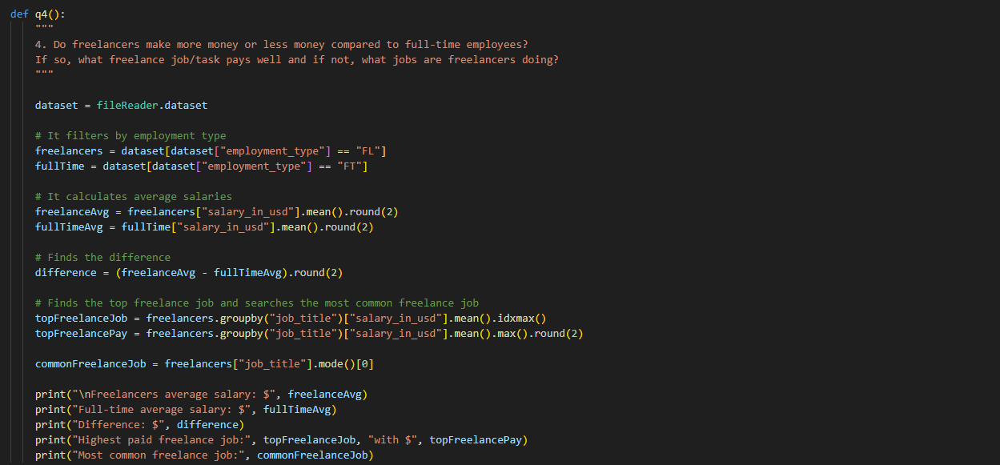 def q4():
    """
    4. Do freelancers make more money or less money compared to full-time employees?
    If so, what freelance job/task pays well and if not, what jobs are freelancers doing?
    """

    dataset = fileReader.dataset

    # It filters by employment type
    freelancers = dataset[dataset["employment_type"] == "FL"]
    fullTime = dataset[dataset["employment_type"] == "FT"]

    # It calculates average salaries
    freelanceAvg = freelancers["salary_in_usd"].mean().round(2)
    fullTimeAvg = fullTime["salary_in_usd"].mean().round(2)

    # Finds the difference
    difference = (freelanceAvg - fullTimeAvg).round(2)

    # Finds the top freelance job and searches the most common freelance job
    topFreelanceJob = freelancers.groupby("job_title")["salary_in_usd"].mean().idxmax()
    topFreelancePay = freelancers.groupby("job_title")["salary_in_usd"].mean().max().round(2)

    commonFreelanceJob = freelancers["job_title"].mode()[0]

    print("\nFreelancers average salary: $", freelanceAvg)
    print("Full-time average salary: $", fullTimeAvg)
    print("Difference: $", difference)
    print("Highest paid freelance job:", topFreelanceJob, "with $", topFreelancePay)
    print("Most common freelance job:", commonFreelanceJob)